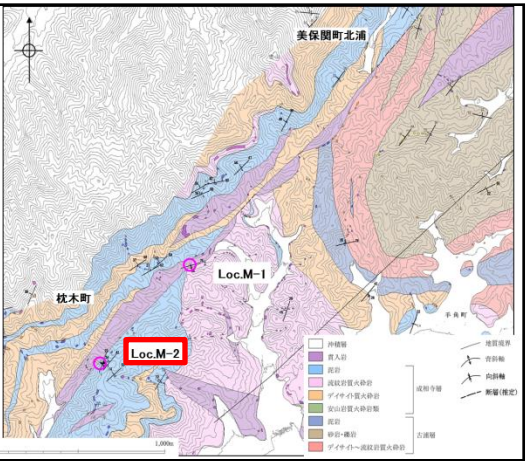 美保関町北浦
Loc.M-1
枕木町
Loc.M-2
1,000m
沖積層
貫入岩
泥岩
流紋岩質火砕岩
デイサイト質火砕岩
安山岩質火砕岩類
成相寺層
泥岩
砂岩・礫岩
デイサイト~流紋岩質火砕岩
古浦層
地質境界
背斜軸
向斜軸
断層(推定)